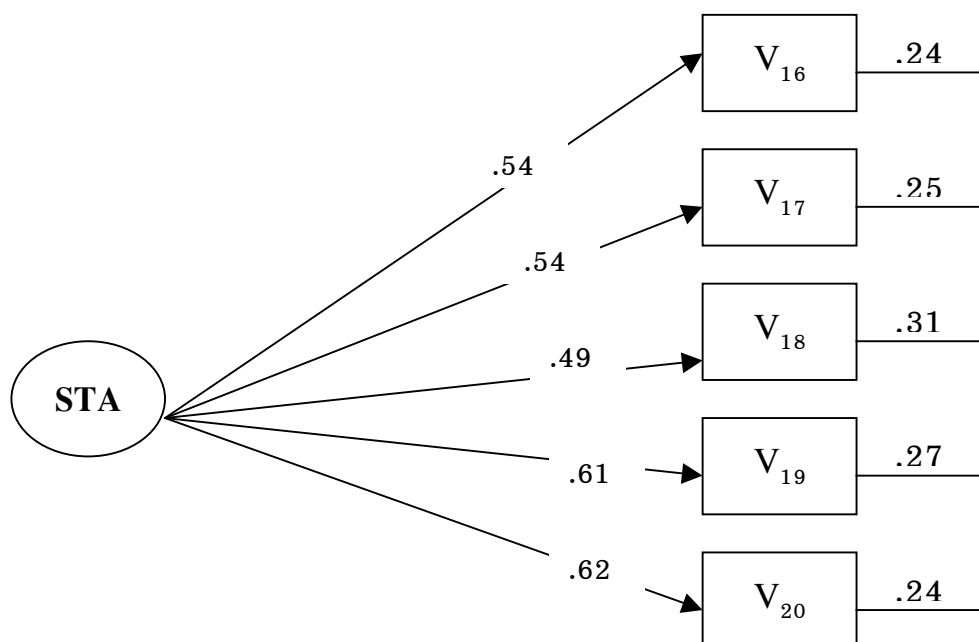 V16 .24
.54
V17 .25
.54
V18 .31
.49
STA
V19 .27
.61
V20 .24
.62